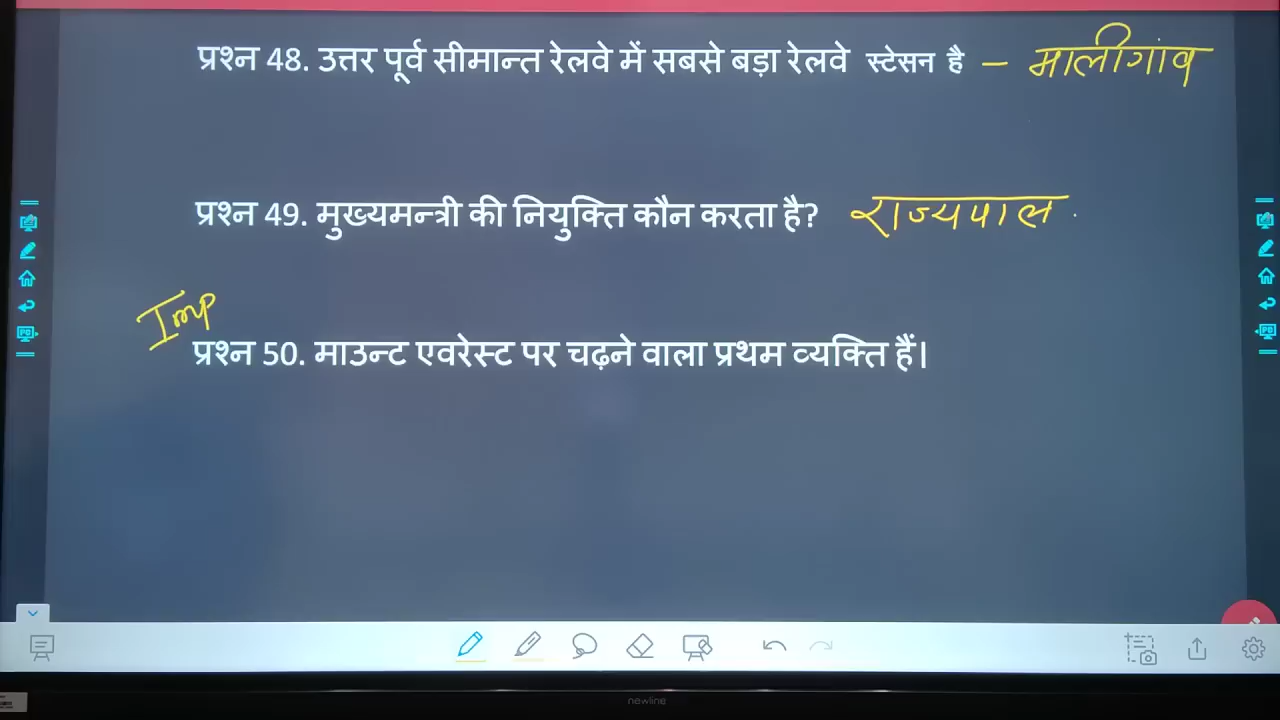 प्रश्न 48. उत्तर पूर्व सीमान्त रेलवे में सबसे बड़ा रेलवे स्टेसन है – मालीगांव
प्रश्न 49. मुख्यमन्त्री की नियुक्ति कौन करता है? राज्यपाल
Imp
प्रश्न 50. माउन्ट एवरेस्ट पर चढ़ने वाला प्रथम व्यक्ति हैं।
newline